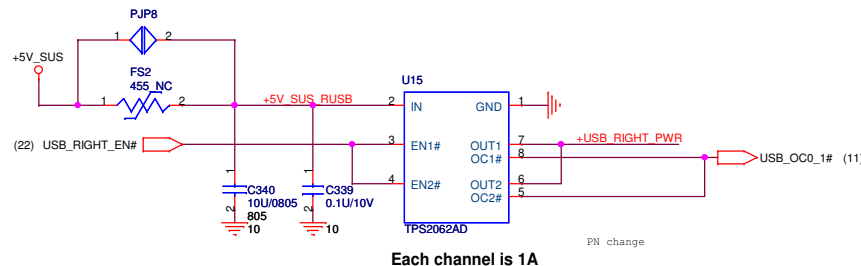 PJP8
1 2
+5V_SUS
FS2
455_NC
1 2
+5V_SUS_RUSB
U15
2 IN GND 1
(22) USB_RIGHT_EN#
3 EN1# OUT1 7
+USB_RIGHT_PWR
OC1# 8
USB_OC0_1# (11)
4 EN2# OUT2 6
OC2# 5
1 1
C340
10U/0805
805
10
2
C339
0.1U/10V
10
2
TPS2062AD
PN change
Each channel is 1A